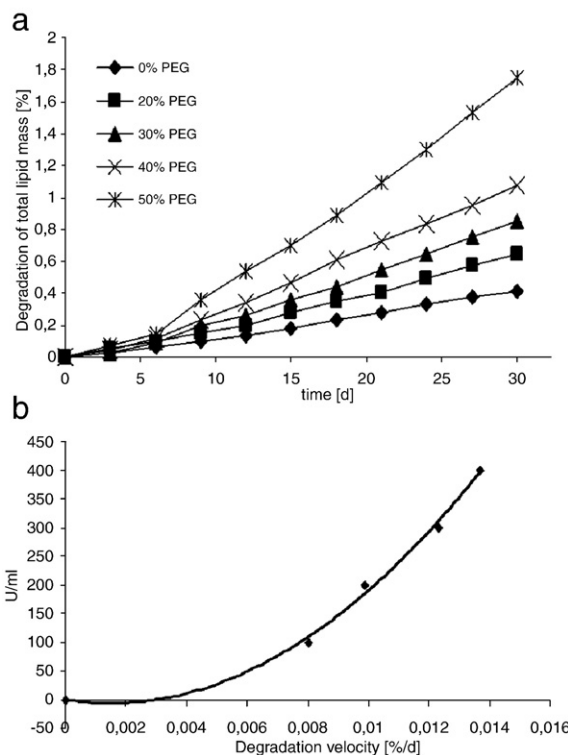 a
Degradation of total lipid mass [%]
2
1,8
1,6
1,4
1,2
1
0,8
0,6
0,4
0,2
0
0% PEG
20% PEG
30% PEG
40% PEG
50% PEG
0 5 10 15 20 25 30
time [d]
b
U/ml
450
400
350
300
250
200
150
100
50
0
-50
0 0,002 0,004 0,006 0,008 0,01 0,012 0,014 0,016
Degradation velocity [%/d]